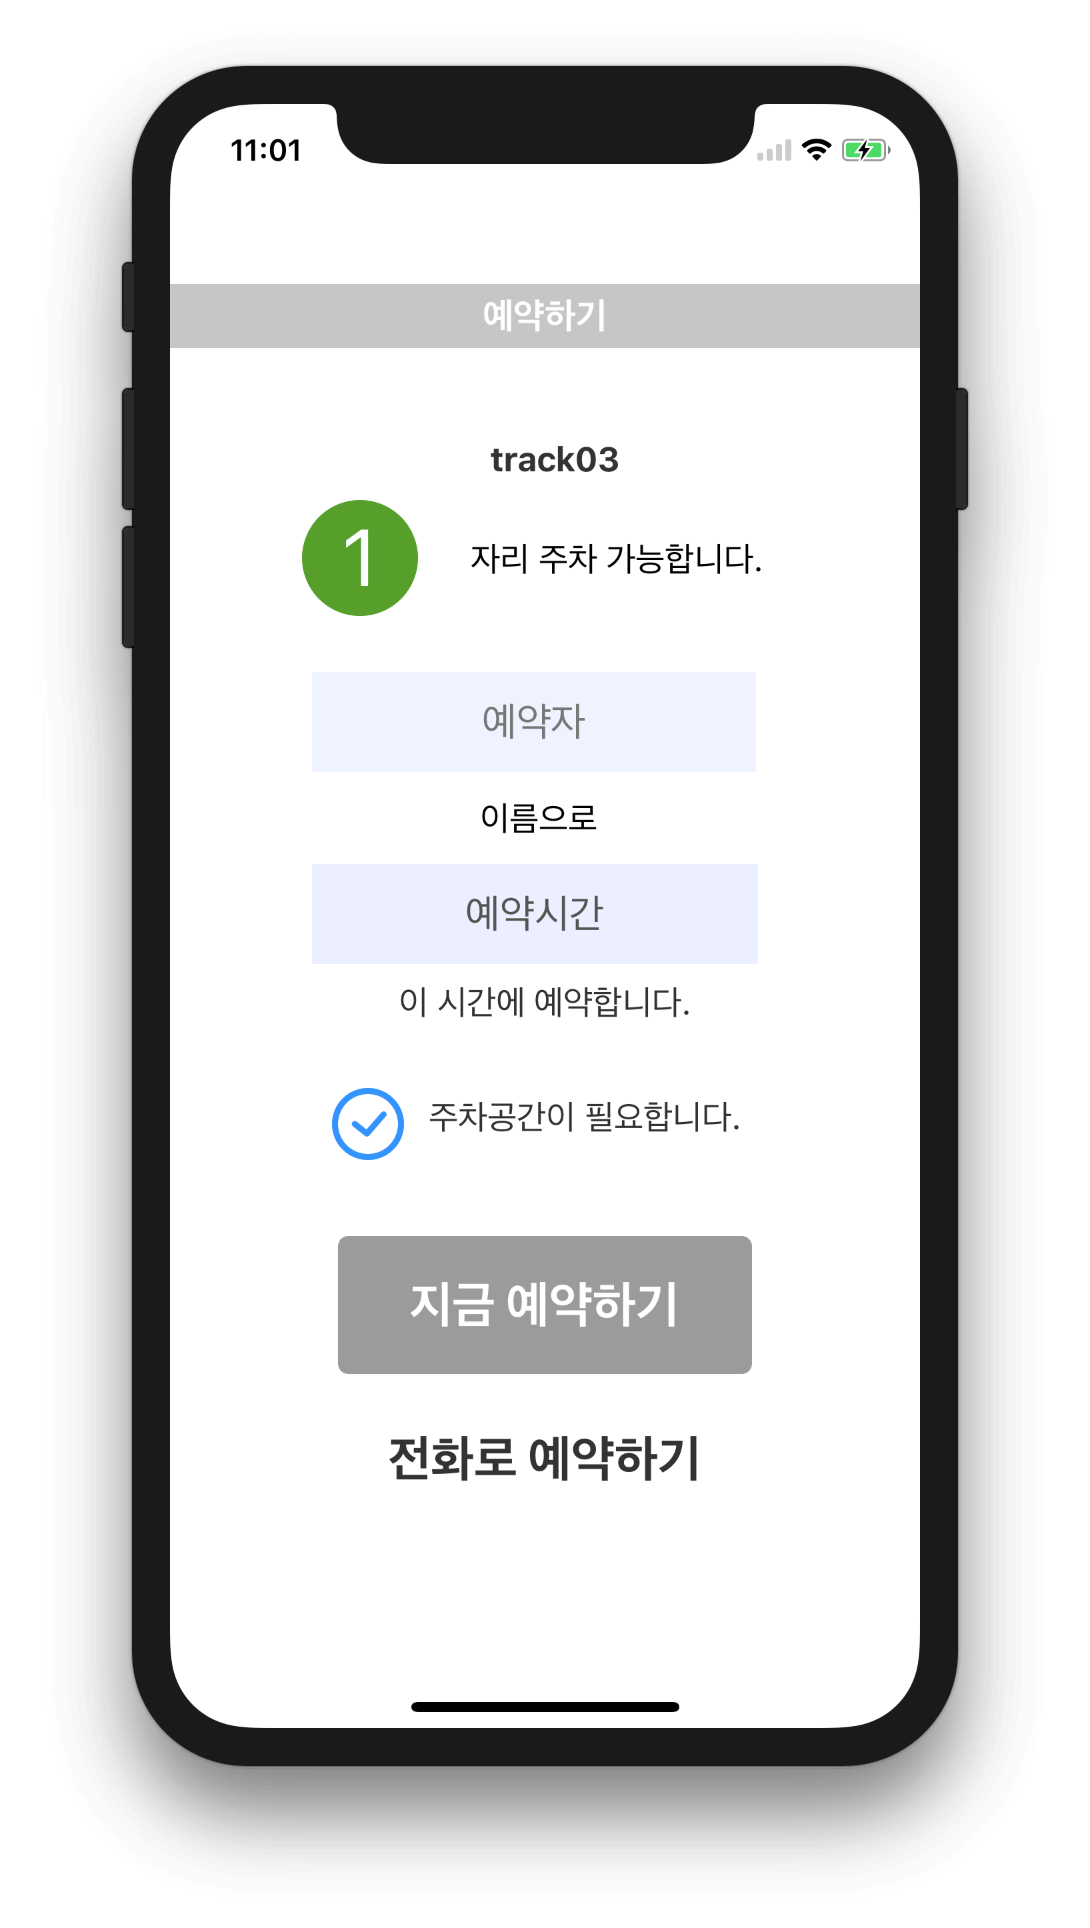 11:01
예약하기
track03
1 자리 주차 가능합니다.
예약자
이름으로
예약시간
이 시간에 예약합니다.
주차공간이 필요합니다.
지금 예약하기
전화로 예약하기